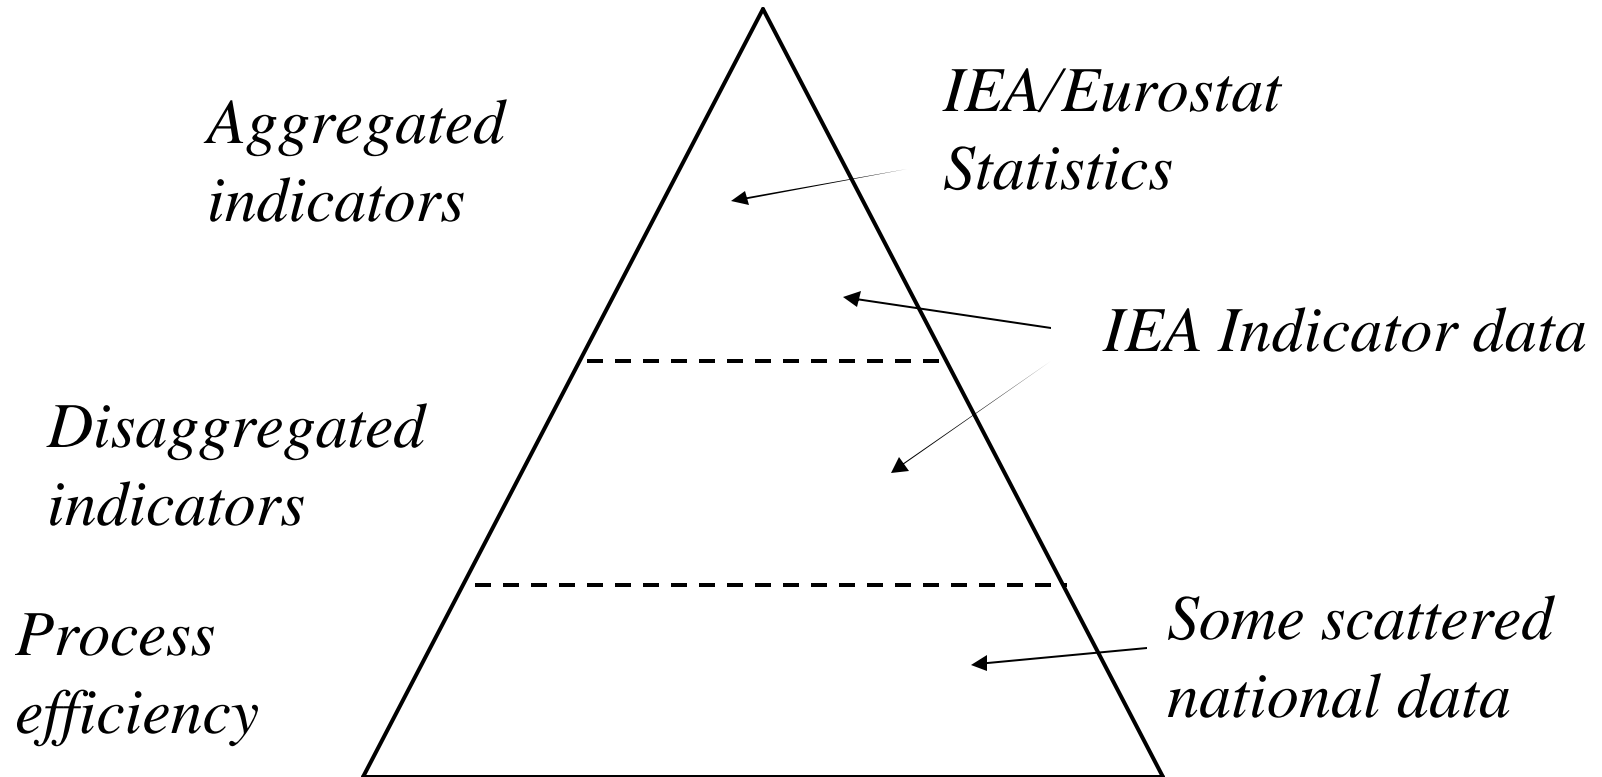 Aggregated
indicators
IEA/Eurostat
Statistics
IEA Indicator data
Disaggregated
indicators
Process
efficiency
Some scattered
national data